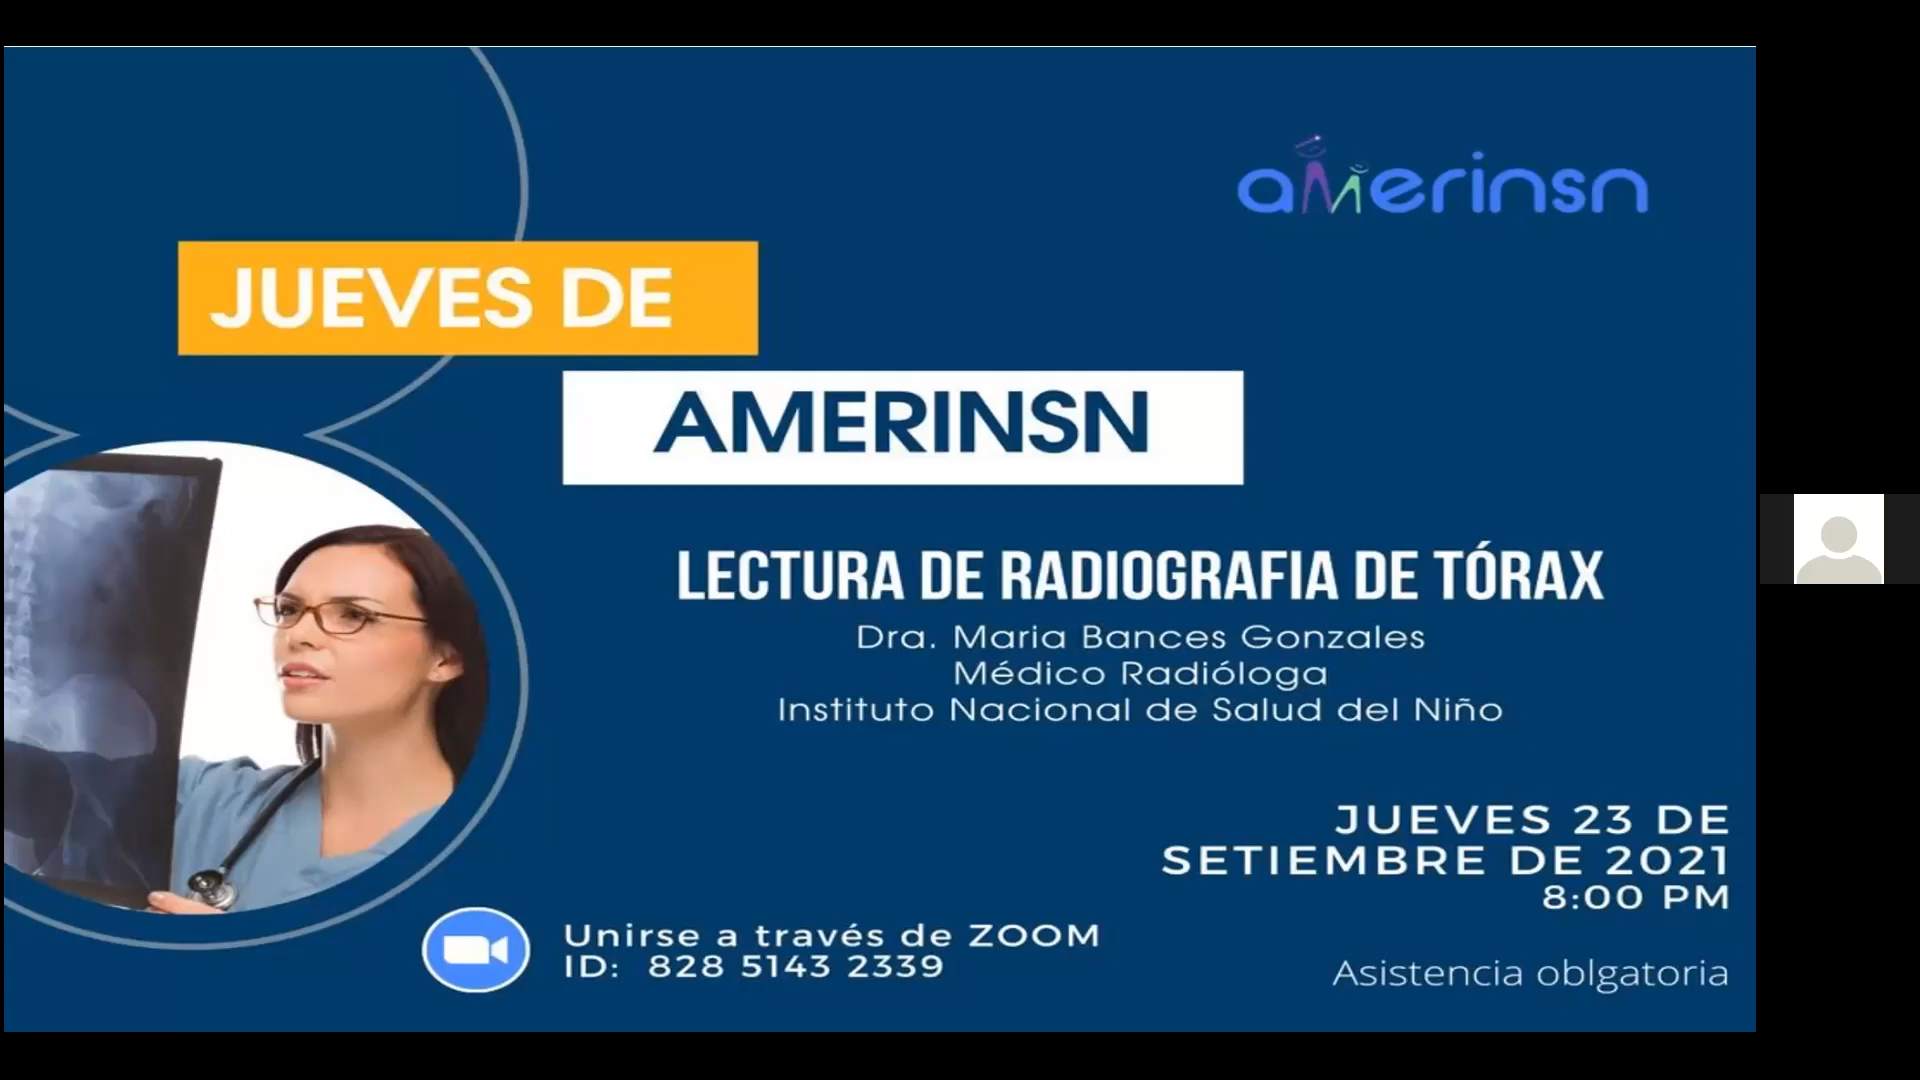 amerinsn
JUEVES DE
AMERINSN
LECTURA DE RADIOGRAFIA DE TÓRAX
Dra. Maria Bances Gonzales
Médico Radióloga
Instituto Nacional de Salud del Niño
JUEVES 23 DE
SETIEMBRE DE 2021
8:00 PM
Unirse a través de ZOOM
ID: 828 5143 2339
Asistencia oblgatoria